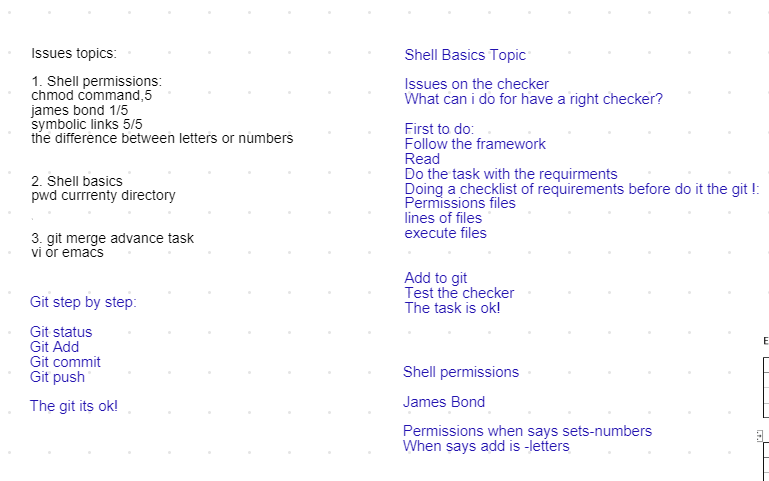 Issues topics:
1. Shell permissions:
chmod command,5
james bond 1/5
symbolic links 5/5
the difference between letters or numbers
2. Shell basics
pwd currrenty directory
3. git merge advance task
vi or emacs
Git step by step:
Git status
Git Add
Git commit
Git push
The git its ok!
Shell Basics Topic
Issues on the checker
What can i do for have a right checker?
First to do:
Follow the framework
Read
Do the task with the requirments
Doing a checklist of requirements before do it the git !:
Permissions files
lines of files
execute files
Add to git
Test the checker
The task is ok!
Shell permissions
James Bond
Permissions when says sets-numbers
When says add is -letters
E